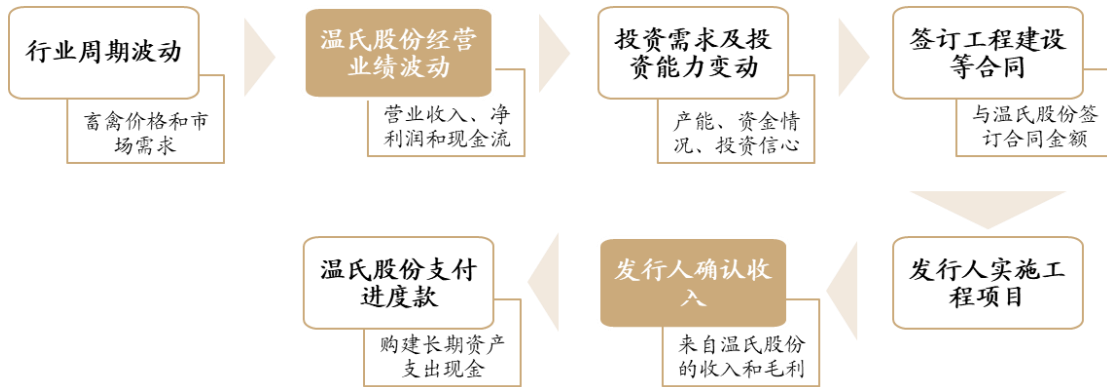 行业周期波动
畜禽价格和市
场需求
温氏股份经营
业绩波动
营业收入、净
利润和现金流
投资需求及投
资能力变动
产能、资金情
况、投资信心
签订工程建设
等合同
与温氏股份签
订合同金额
发行人实施工
程项目
发行人确认收
入
来自温氏股份
的收入和毛利
温氏股份支付
进度款
购建长期资产
支出现金